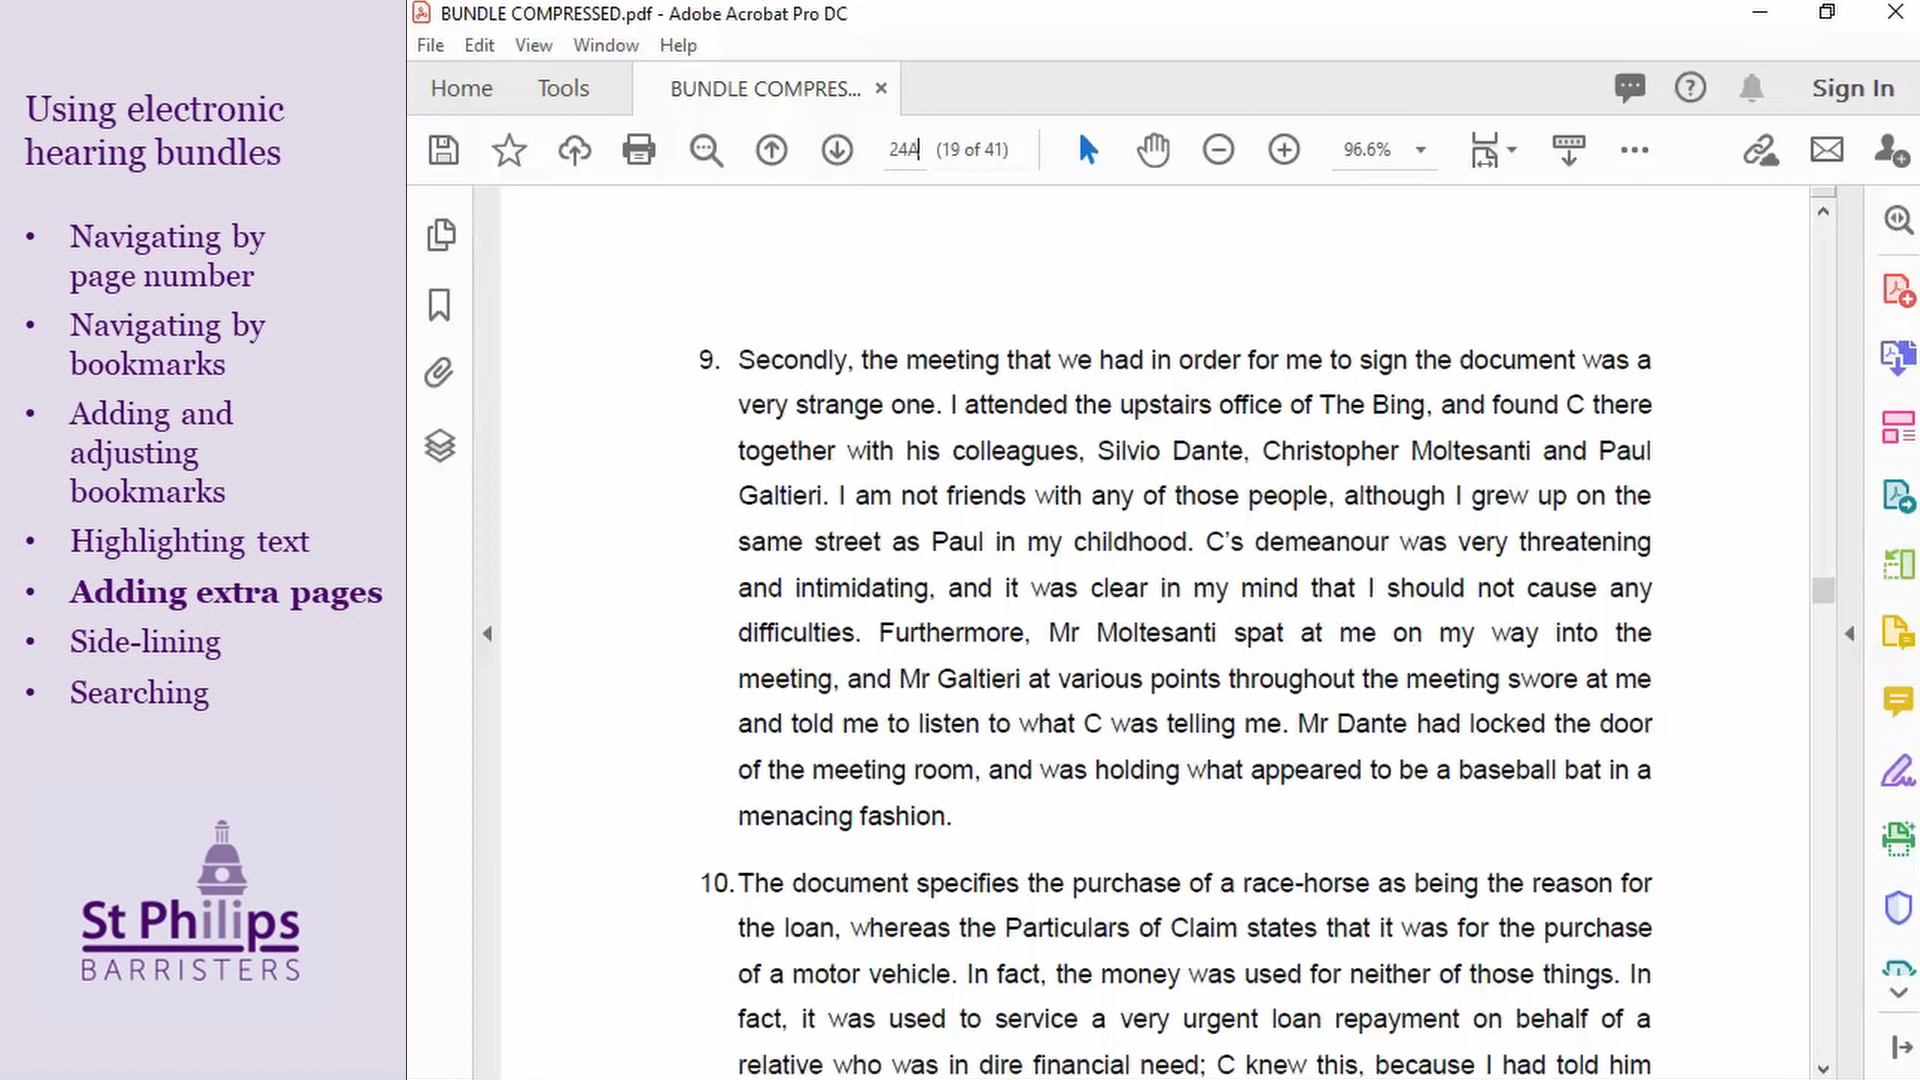 BUNDLE COMPRESSED.pdf - Adobe Acrobat Pro DC
File Edit View Window Help
Home Tools BUNDLE COMPRES... × Sign In
24A (19 of 41) 96.6%
Using electronic
hearing bundles
• Navigating by
page number
• Navigating by
bookmarks
• Adding and
adjusting
bookmarks
• Highlighting text
• Adding extra pages
• Side-lining
• Searching
St Philips
BARRISTERS
9. Secondly, the meeting that we had in order for me to sign the document was a
very strange one. I attended the upstairs office of The Bing, and found C there
together with his colleagues, Silvio Dante, Christopher Moltesanti and Paul
Galtieri. I am not friends with any of those people, although I grew up on the
same street as Paul in my childhood. C’s demeanour was very threatening
and intimidating, and it was clear in my mind that I should not cause any
difficulties. Furthermore, Mr Moltesanti spat at me on my way into the
meeting, and Mr Galtieri at various points throughout the meeting swore at me
and told me to listen to what C was telling me. Mr Dante had locked the door
of the meeting room, and was holding what appeared to be a baseball bat in a
menacing fashion.
10. The document specifies the purchase of a race-horse as being the reason for
the loan, whereas the Particulars of Claim states that it was for the purchase
of a motor vehicle. In fact, the money was used for neither of those things. In
fact, it was used to service a very urgent loan repayment on behalf of a
relative who was in dire financial need; C knew this, because I had told him